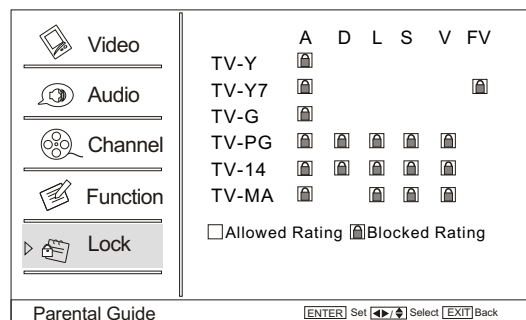 Video
Audio
Channel
Function
Lock
A D L S V FV
TV-Y
TV-Y7
TV-G
TV-PG
TV-14
TV-MA
Allowed Rating Blocked Rating
Parental Guide
ENTER Set / Select EXIT Back